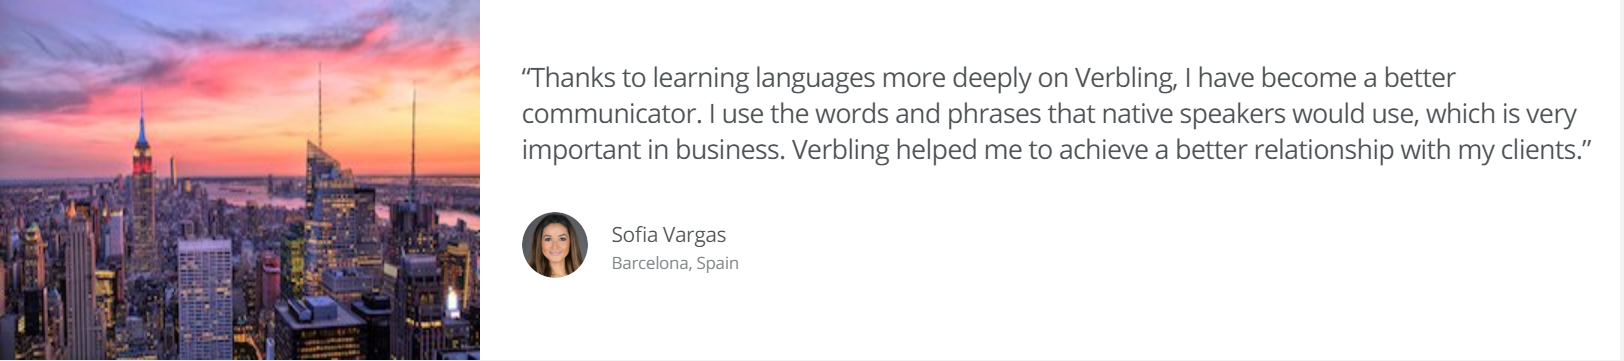 “Thanks to learning languages more deeply on Verbling, I have become a better
communicator. I use the words and phrases that native speakers would use, which is very
important in business. Verbling helped me to achieve a better relationship with my clients.”
Sofia Vargas
Barcelona, Spain